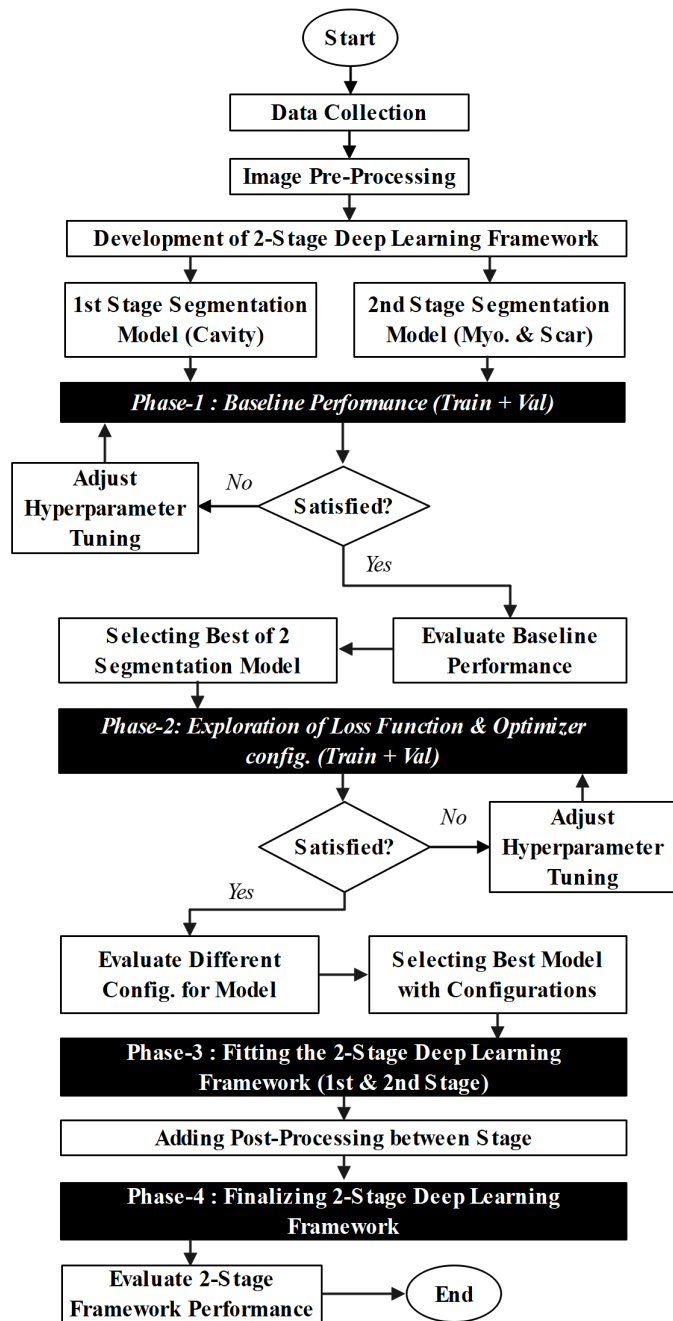 Start
Data Collection
Image Pre-Processing
Development of 2-Stage Deep Learning Framework
1st Stage Segmentation
Model (Cavity)
2nd Stage Segmentation
Model (Myo. & Scar)
Phase-1 : Baseline Performance (Train + Val)
Adjust
Hyperparameter
Tuning
No
Satisfied?
Yes
Evaluate Baseline
Performance
Selecting Best of 2
Segmentation Model
Phase-2: Exploration of Loss Function & Optimizer
config. (Train + Val)
Satisfied?
No
Adjust
Hyperparameter
Tuning
Yes
Evaluate Different
Config. for Model
Selecting Best Model
with Configurations
Phase-3 : Fitting the 2-Stage Deep Learning
Framework (1st & 2nd Stage)
Adding Post-Processing between Stage
Phase-4 : Finalizing 2-Stage Deep Learning
Framework
Evaluate 2-Stage
Framework Performance
End